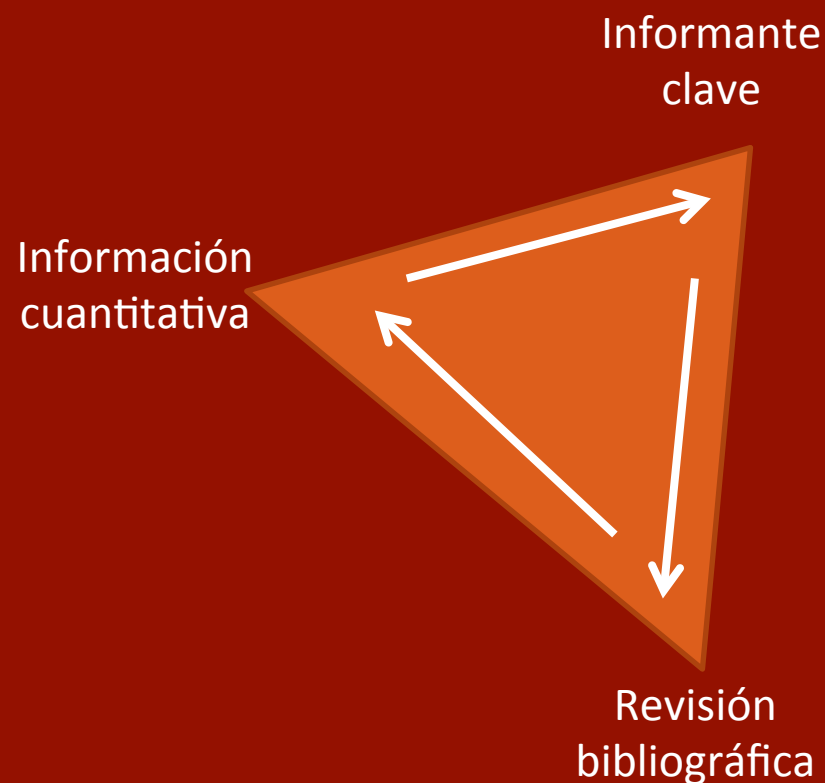 Informante
clave
Información
cuantitativa
Revisión
bibliográfica